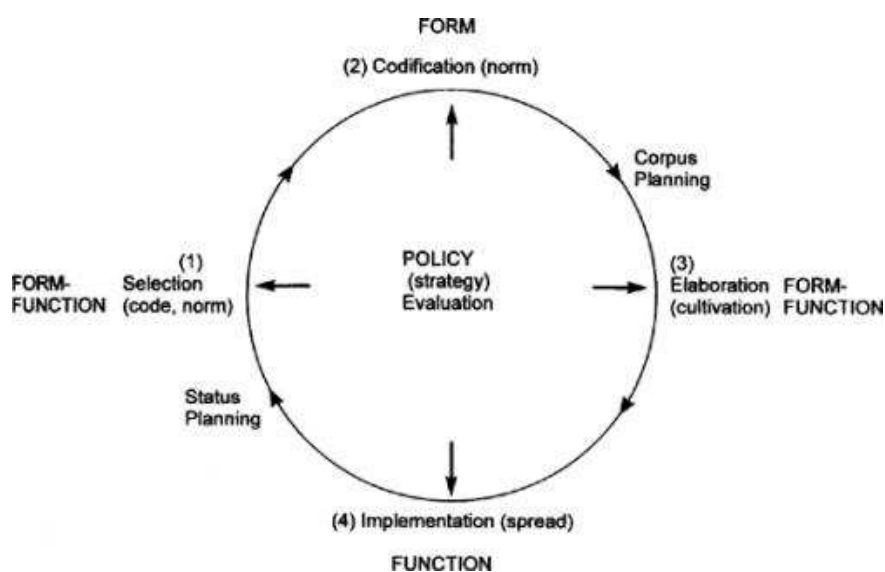 FORM
(2) Codification (norm)
Corpus
Planning
(1)
FORM-
FUNCTION
Selection
(code, norm)
POLICY
(strategy)
Evaluation
(3)
Elaboration
(cultivation)
FORM-
FUNCTION
Status
Planning
(4) Implementation (spread)
FUNCTION